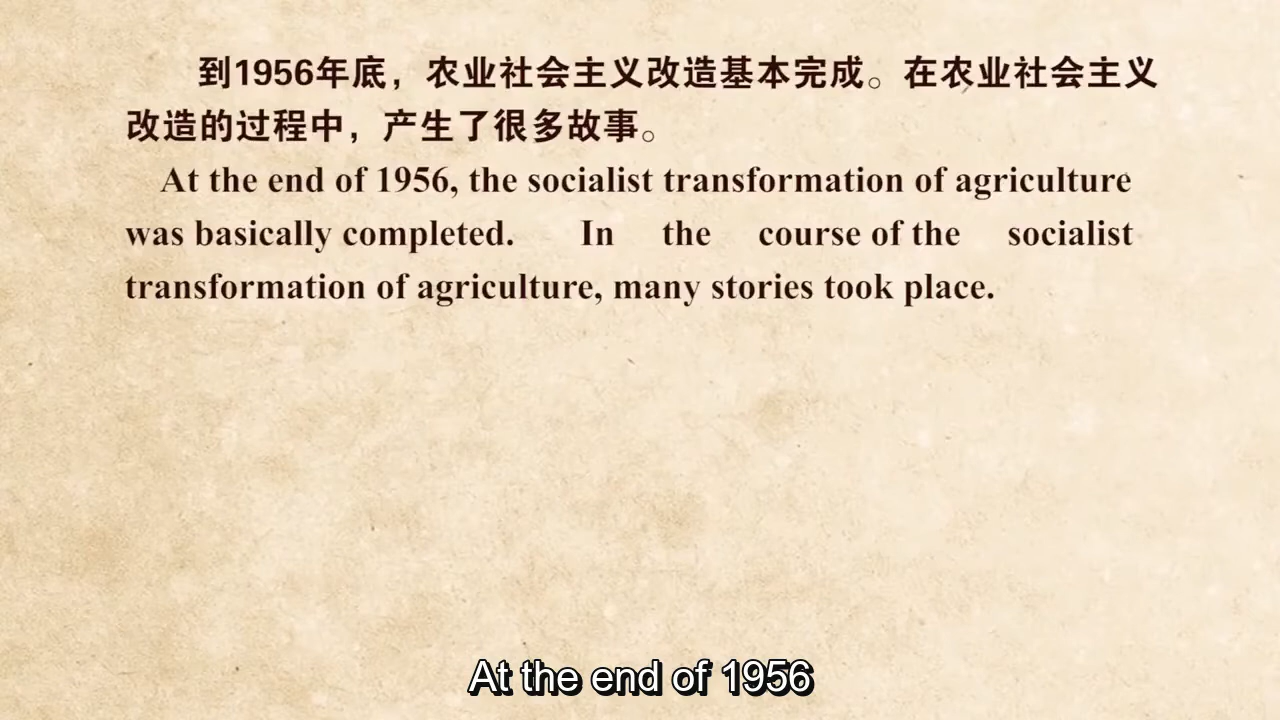 到1956年底，农业社会主义改造基本完成。在农业社会主义
改造的过程中，产生了很多故事。
At the end of 1956, the socialist transformation of agriculture
was basically completed. In the course of the socialist
transformation of agriculture, many stories took place.
At the end of 1956